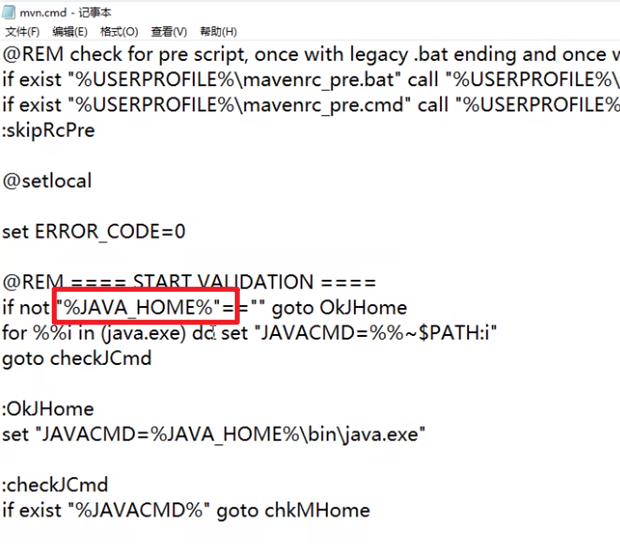 mvn.cmd - 记事本
文件(F) 编辑(E) 格式(O) 查看(V) 帮助(H)
@REM check for pre script, once with legacy .bat ending and once
if exist "%USERPROFILE%\mavenrc_pre.bat" call "%USERPROFILE%\
if exist "%USERPROFILE%\mavenrc_pre.cmd" call "%USERPROFILE%
:skipRcPre
@setlocal
set ERROR_CODE=0
@REM ==== START VALIDATION ====
if not "%JAVA_HOME%"=="" goto OkJHome
for %%i in (java.exe) do set "JAVACMD=%%~$PATH:i"
goto checkJCmd
:OkJHome
set "JAVACMD=%JAVA_HOME%\bin\java.exe"
:checkJCmd
if exist "%JAVACMD%" goto chkMHome